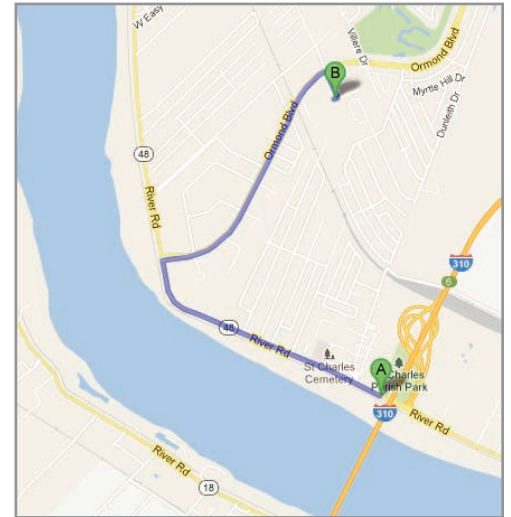 W Easy
Villere Dr
Ormond Blvd
B
Myrtle Hill Dr
Dunleith Dr
Ormond Blvd
48
River Rd
310
6
48
River Rd
St Charles
Cemetery
A
Charles
Parish Park
310
River Rd
River Rd
18